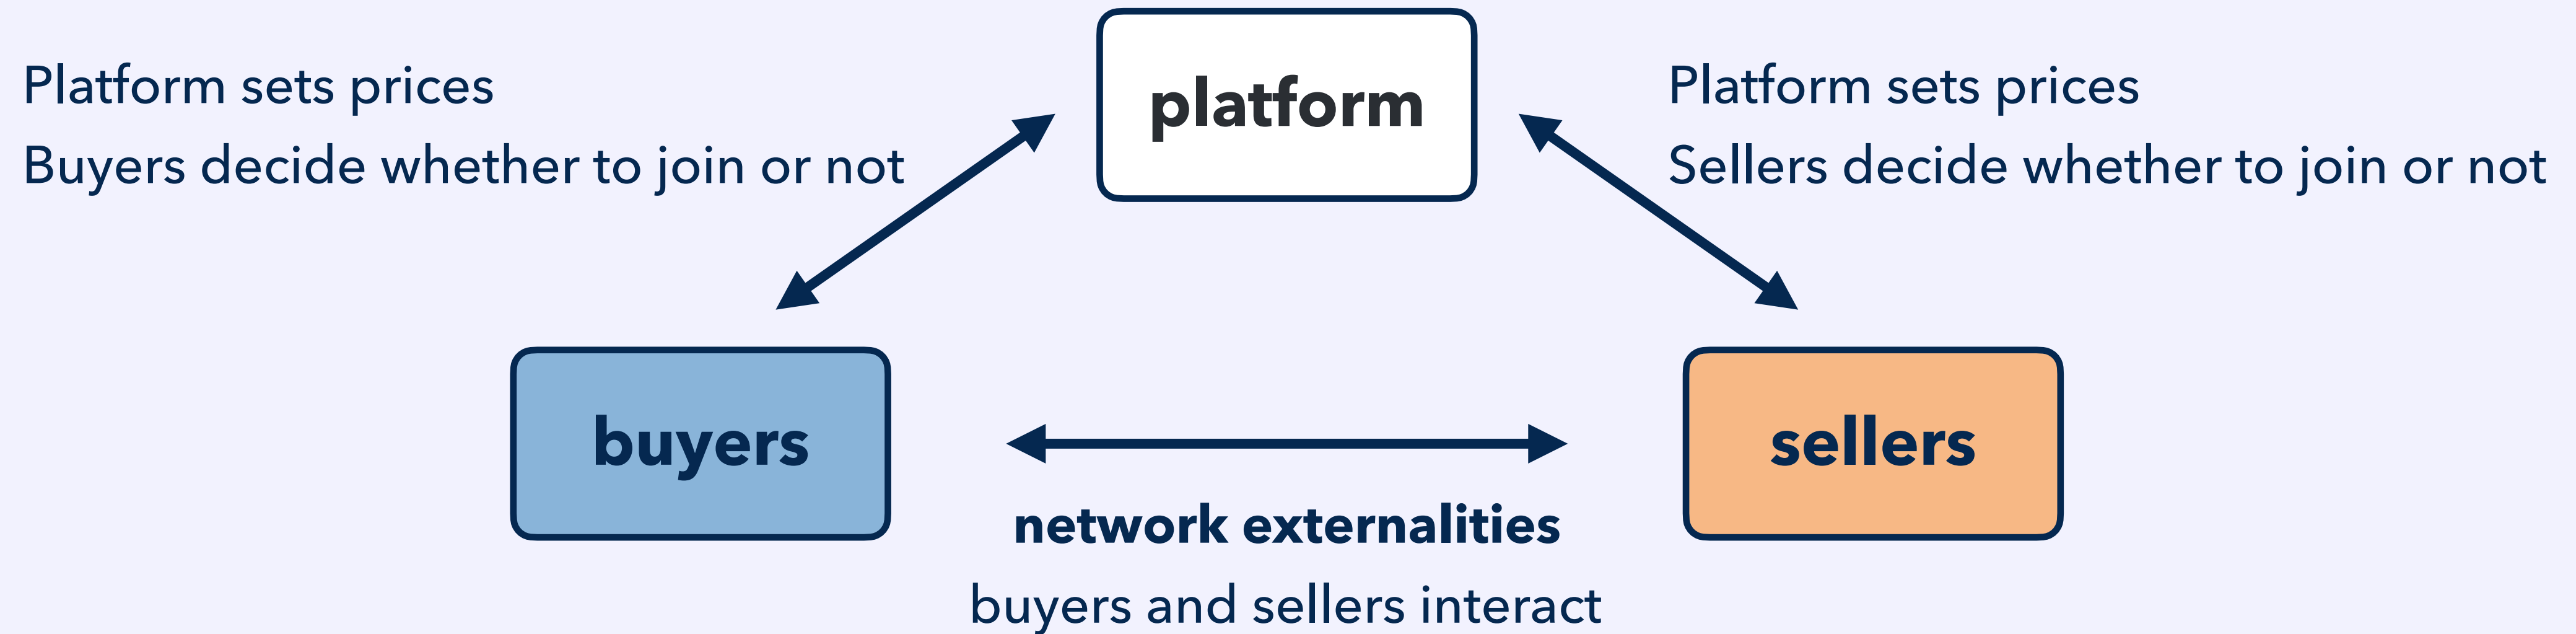 platform
Platform sets prices
Buyers decide whether to join or not
Platform sets prices
Sellers decide whether to join or not
buyers
sellers
network externalities
buyers and sellers interact